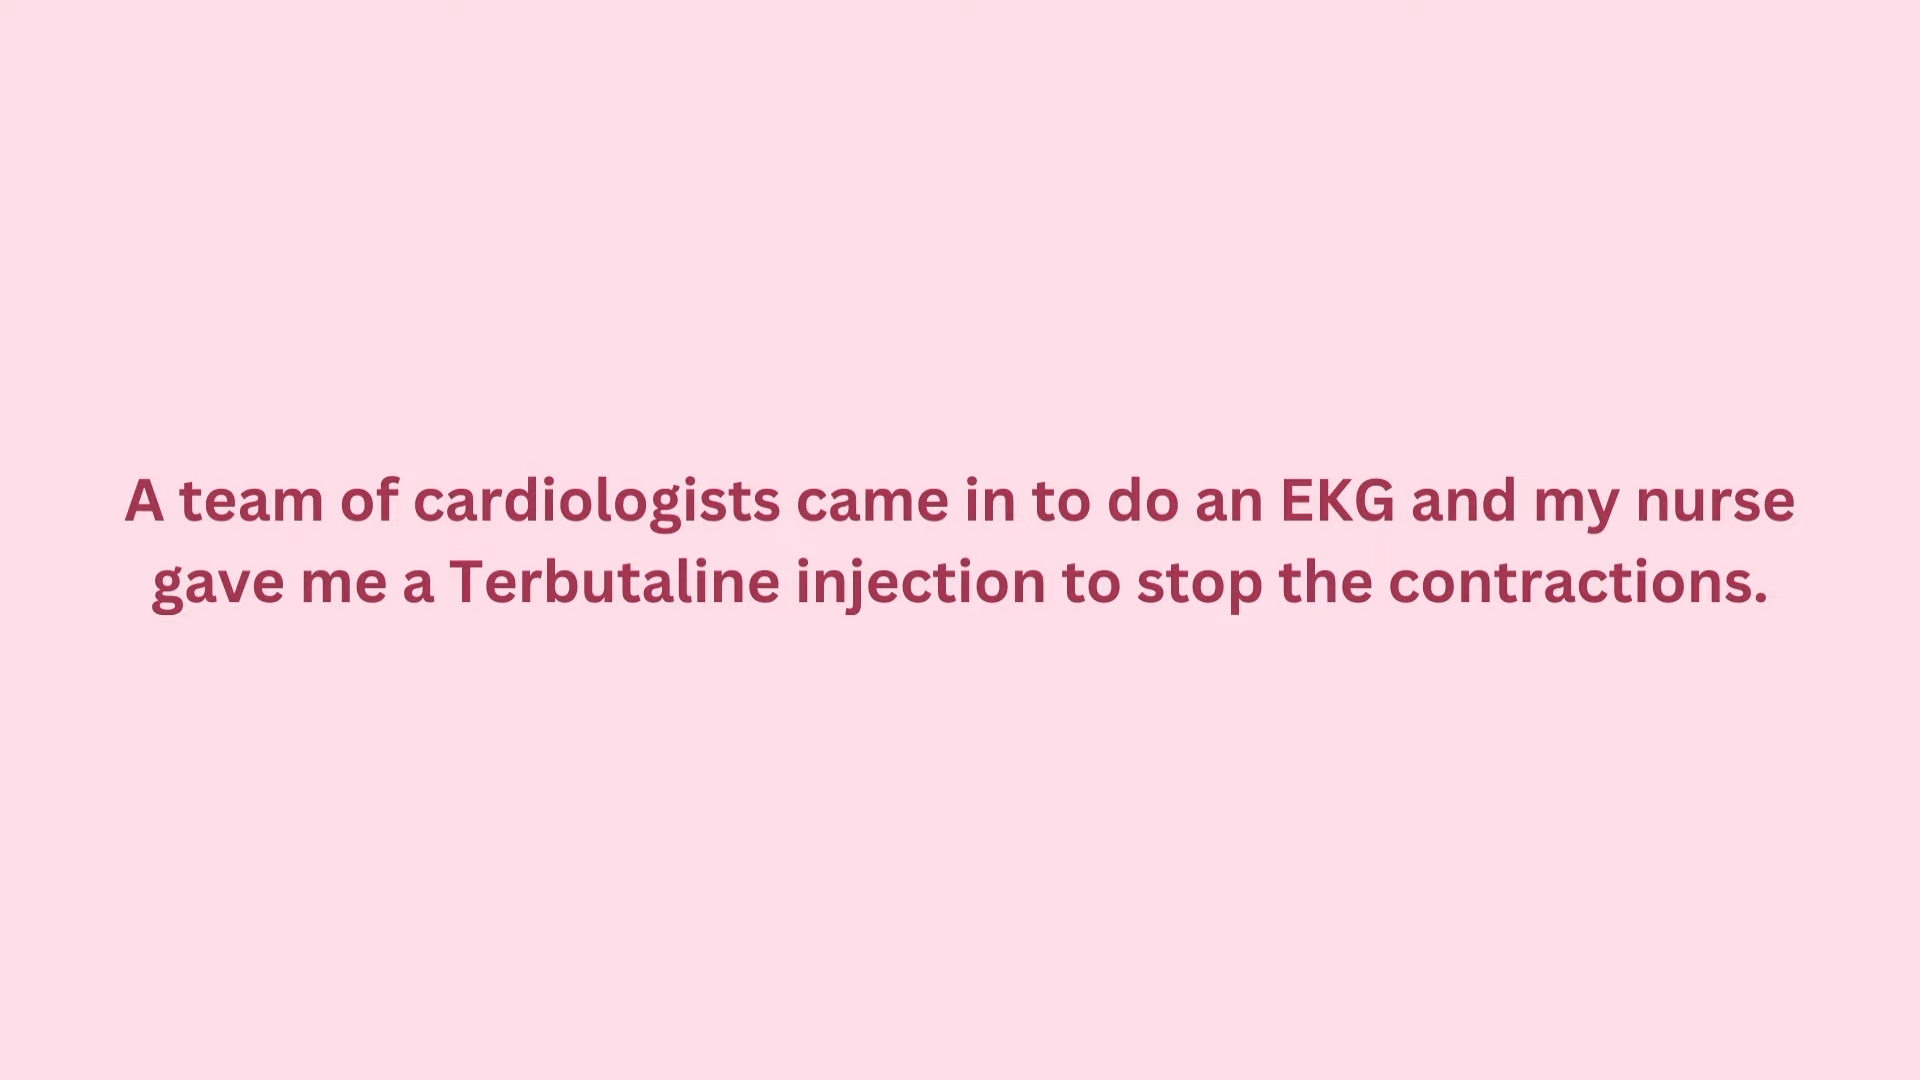 A team of cardiologists came in to do an EKG and my nurse
gave me a Terbutaline injection to stop the contractions.